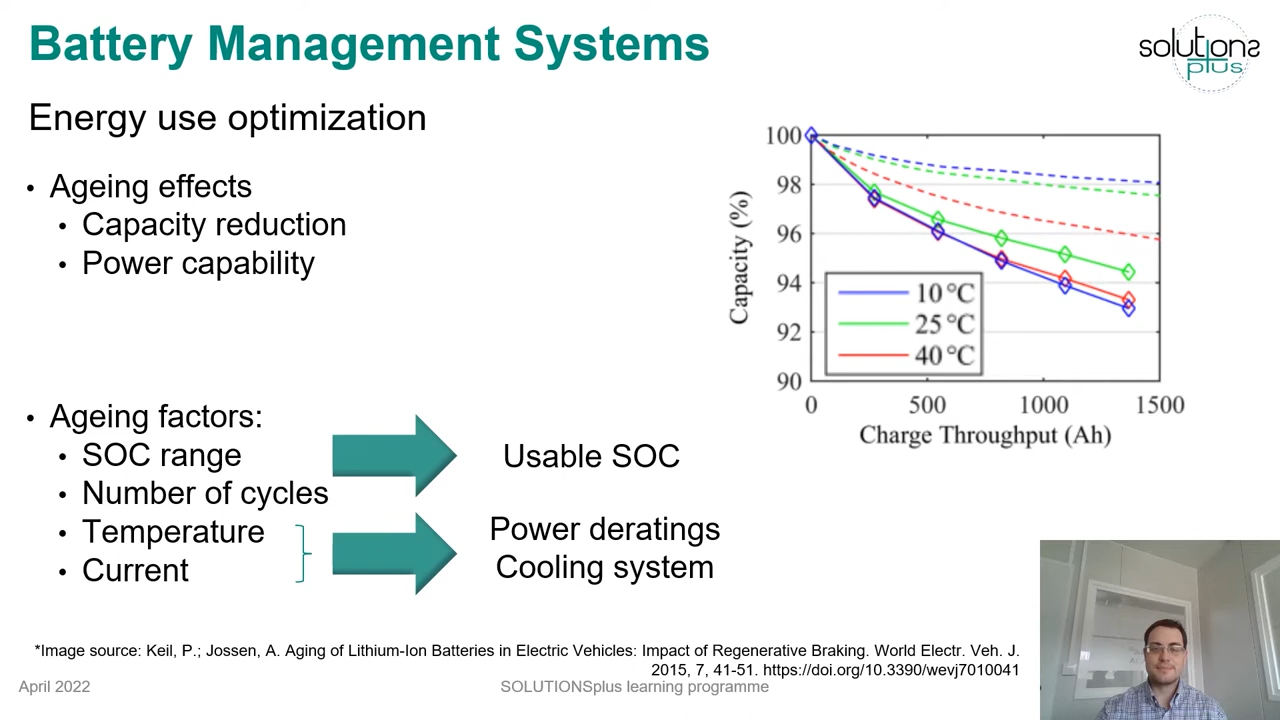 Battery Management Systems
solutions
plus
Energy use optimization
• Ageing effects
• Capacity reduction
• Power capability
100
98
96
94
92
90
Capacity (%)
10 °C
25 °C
40 °C
0 500 1000 1500
Charge Throughput (Ah)
• Ageing factors:
• SOC range
• Number of cycles
• Temperature
• Current
Usable SOC
Power deratings
Cooling system
*Image source: Keil, P.; Jossen, A. Aging of Lithium-Ion Batteries in Electric Vehicles: Impact of Regenerative Braking. World Electr. Veh. J.
2015, 7, 41-51. https://doi.org/10.3390/wevj7010041
April 2022
SOLUTIONSplus learning programme